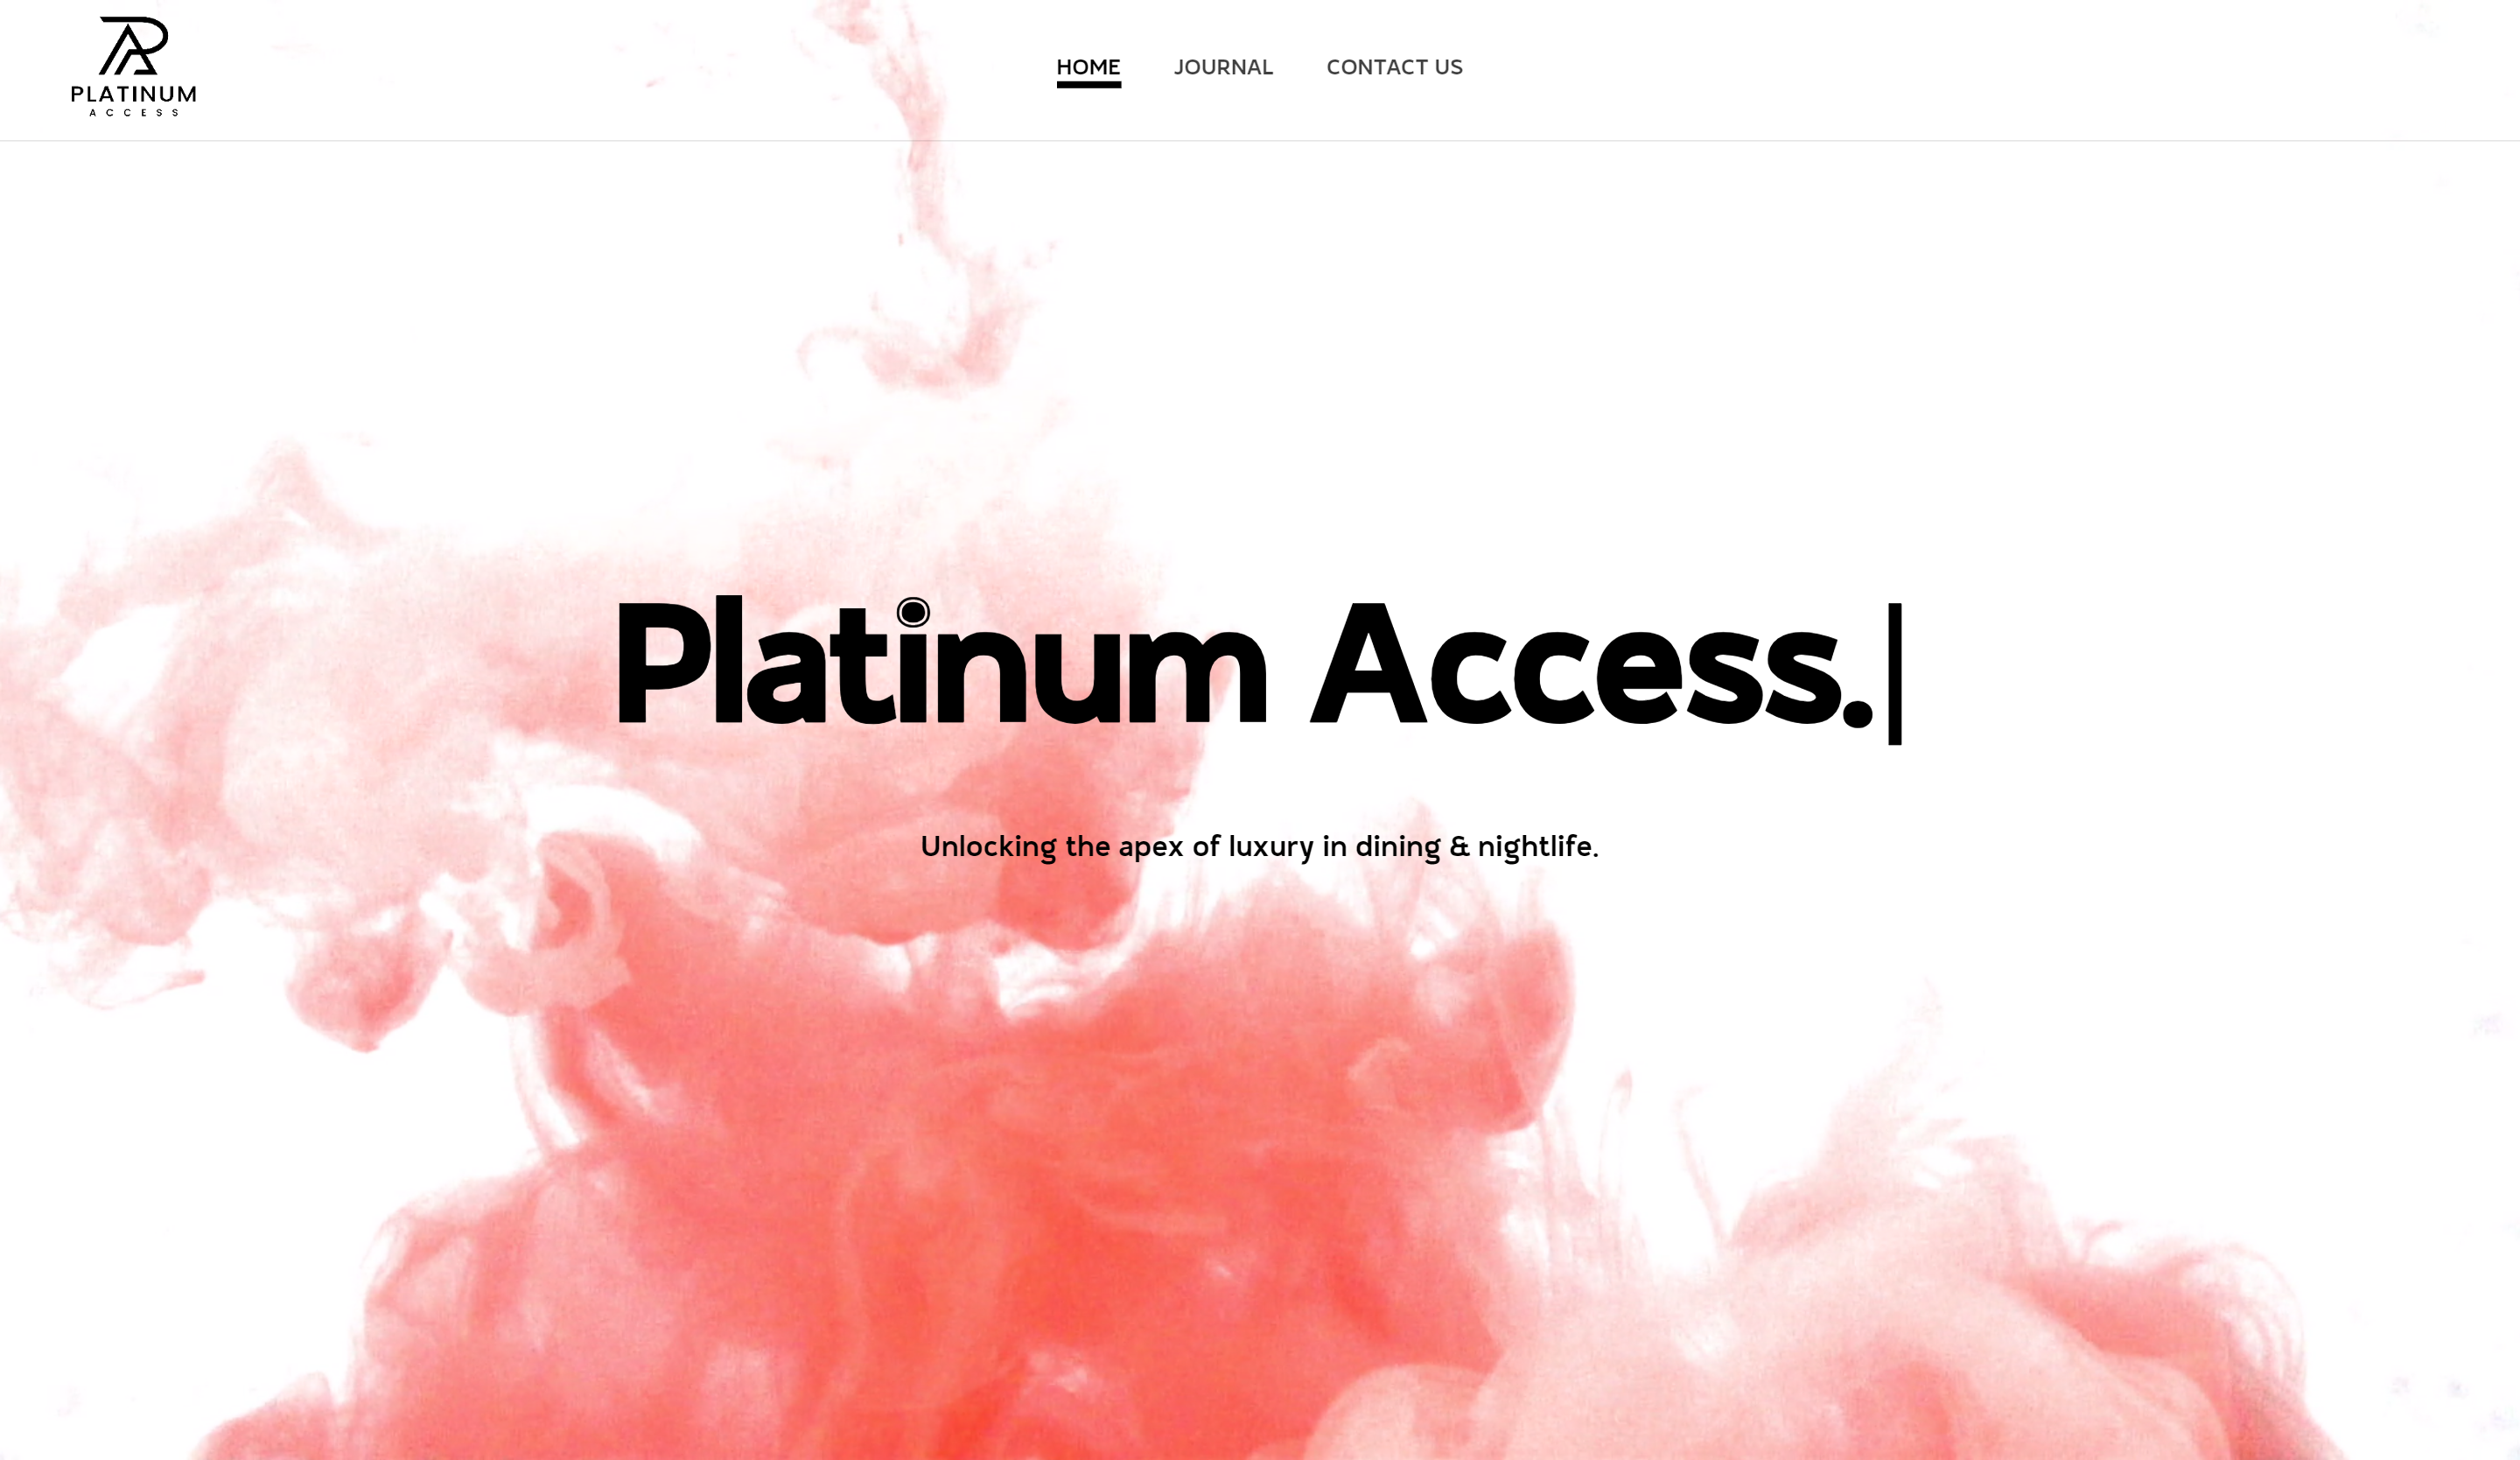 PLATINUM
ACCESS
HOME JOURNAL CONTACT US
Platinum Access.|
Unlocking the apex of luxury in dining & nightlife.